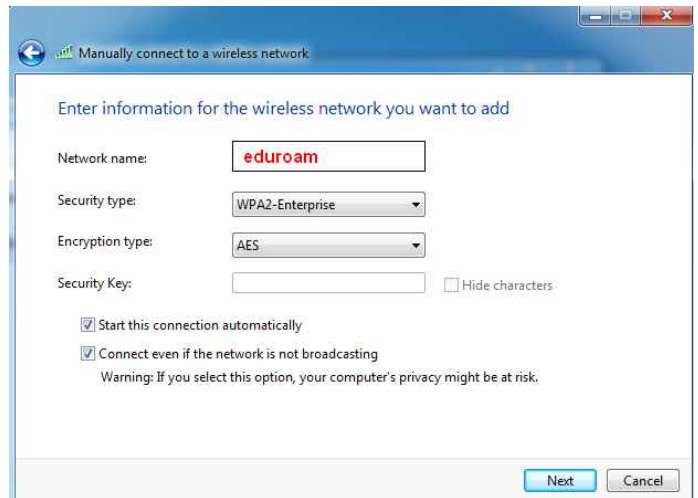 Manually connect to a wireless network
Enter information for the wireless network you want to add
Network name: eduroam
Security type: WPA2-Enterprise
Encryption type: AES
Security Key: Hide characters
Start this connection automatically
Connect even if the network is not broadcasting
Warning: If you select this option, your computer's privacy might be at risk.
Next Cancel